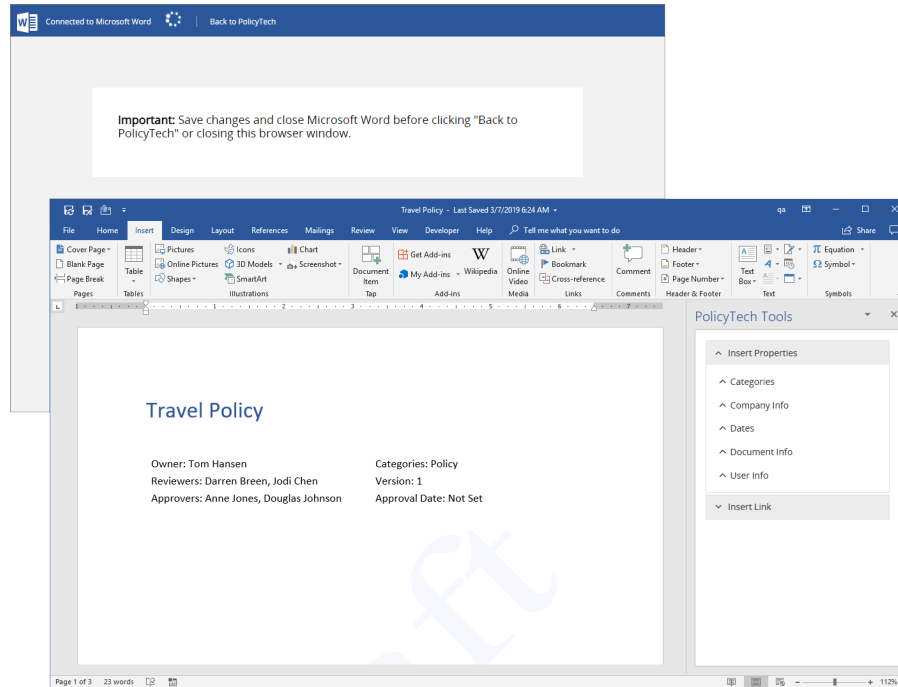 Connected to Microsoft Word | Back to PolicyTech
Important: Save changes and close Microsoft Word before clicking "Back to
PolicyTech" or closing this browser window.
Travel Policy - Last Saved 3/7/2019 6:24 AM
qa
File Home Insert Design Layout References Mailings Review View Developer Help Tell me what you want to do Share
Cover Page
Blank Page
Page Break
Pages
Table
Tables
Pictures
Online Pictures
Shapes
Icons
3D Models
SmartArt
Chart
Screenshot
Illustrations
Document
Item
Tap
Get Add-ins
My Add-ins
Wikipedia
Add-ins
Online
Video
Media
Link
Bookmark
Cross-reference
Links
Comment
Comments
Header
Footer
Page Number
Header & Footer
Text
Box
Text
Equation
Symbol
Symbols
1 1 2 3 4 5 6 7
PolicyTech Tools
Insert Properties
Categories
Company Info
Dates
Document Info
User Info
Insert Link
Travel Policy
Owner: Tom Hansen Categories: Policy
Reviewers: Darren Breen, Jodi Chen Version: 1
Approvers: Anne Jones, Douglas Johnson Approval Date: Not Set
Page 1 of 3 23 words 112%